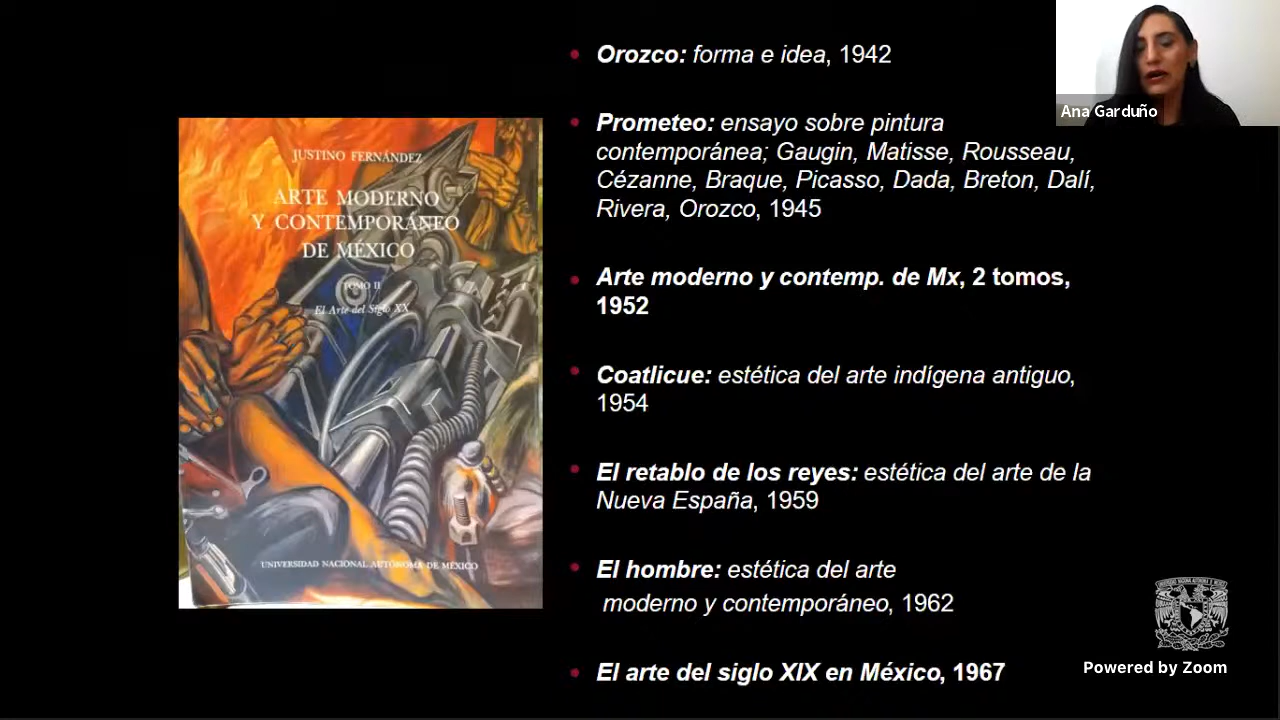 Orozco: forma e idea, 1942
Prometeo: ensayo sobre pintura
contemporánea; Gaugin, Matisse, Rousseau,
Cézanne, Braque, Picasso, Dada, Breton, Dalí,
Rivera, Orozco, 1945
Arte moderno y contemp. de Mx, 2 tomos,
1952
Coatlicue: estética del arte indígena antiguo,
1954
El retablo de los reyes: estética del arte de la
Nueva España, 1959
El hombre: estética del arte
moderno y contemporáneo, 1962
El arte del siglo XIX en México, 1967
JUSTINO FERNÁNDEZ
ARTE MODERNO
Y CONTEMPORÁNEO
DE MÉXICO
TOMO II
El Arte del Siglo XX
UNIVERSIDAD NACIONAL AUTÓNOMA DE MÉXICO
Ana Garduño
Powered by Zoom